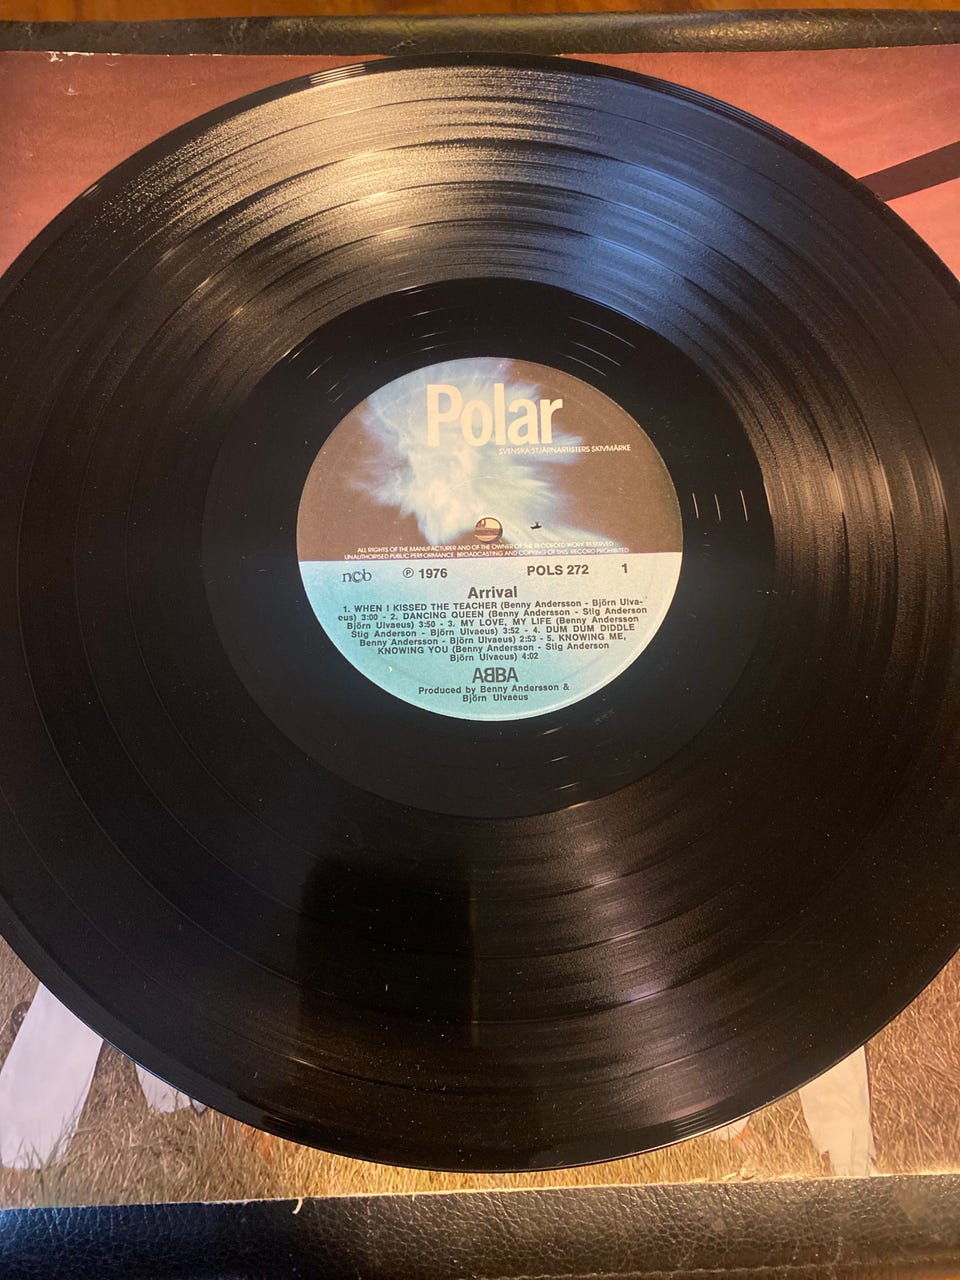 Polar
SVENSKA STJÄRNARTISTERS SKIVMÄRKE
ALL RIGHTS OF THE MANUFACTURER AND OF THE OWNER OF THE RECORDED WORK RESERVED
UNAUTHORISED PUBLIC PERFORMANCE, BROADCASTING AND COPYING OF THIS RECORD PROHIBITED
ncb ℗ 1976 POLS 272 1
Arrival
1. WHEN I KISSED THE TEACHER (Benny Andersson - Björn Ulva-
eus) 3:00 - 2. DANCING QUEEN (Benny Andersson - Stig Anderson
Björn Ulvaeus) 3:50 - 3. MY LOVE, MY LIFE (Benny Andersson
Stig Anderson - Björn Ulvaeus) 3:52 - 4. DUM DUM DIDDLE
Benny Andersson - Björn Ulvaeus) 2:53 - 5. KNOWING ME,
KNOWING YOU (Benny Andersson - Stig Anderson
Björn Ulvaeus) 4:02
ABBA
Produced by Benny Andersson &
Björn Ulvaeus